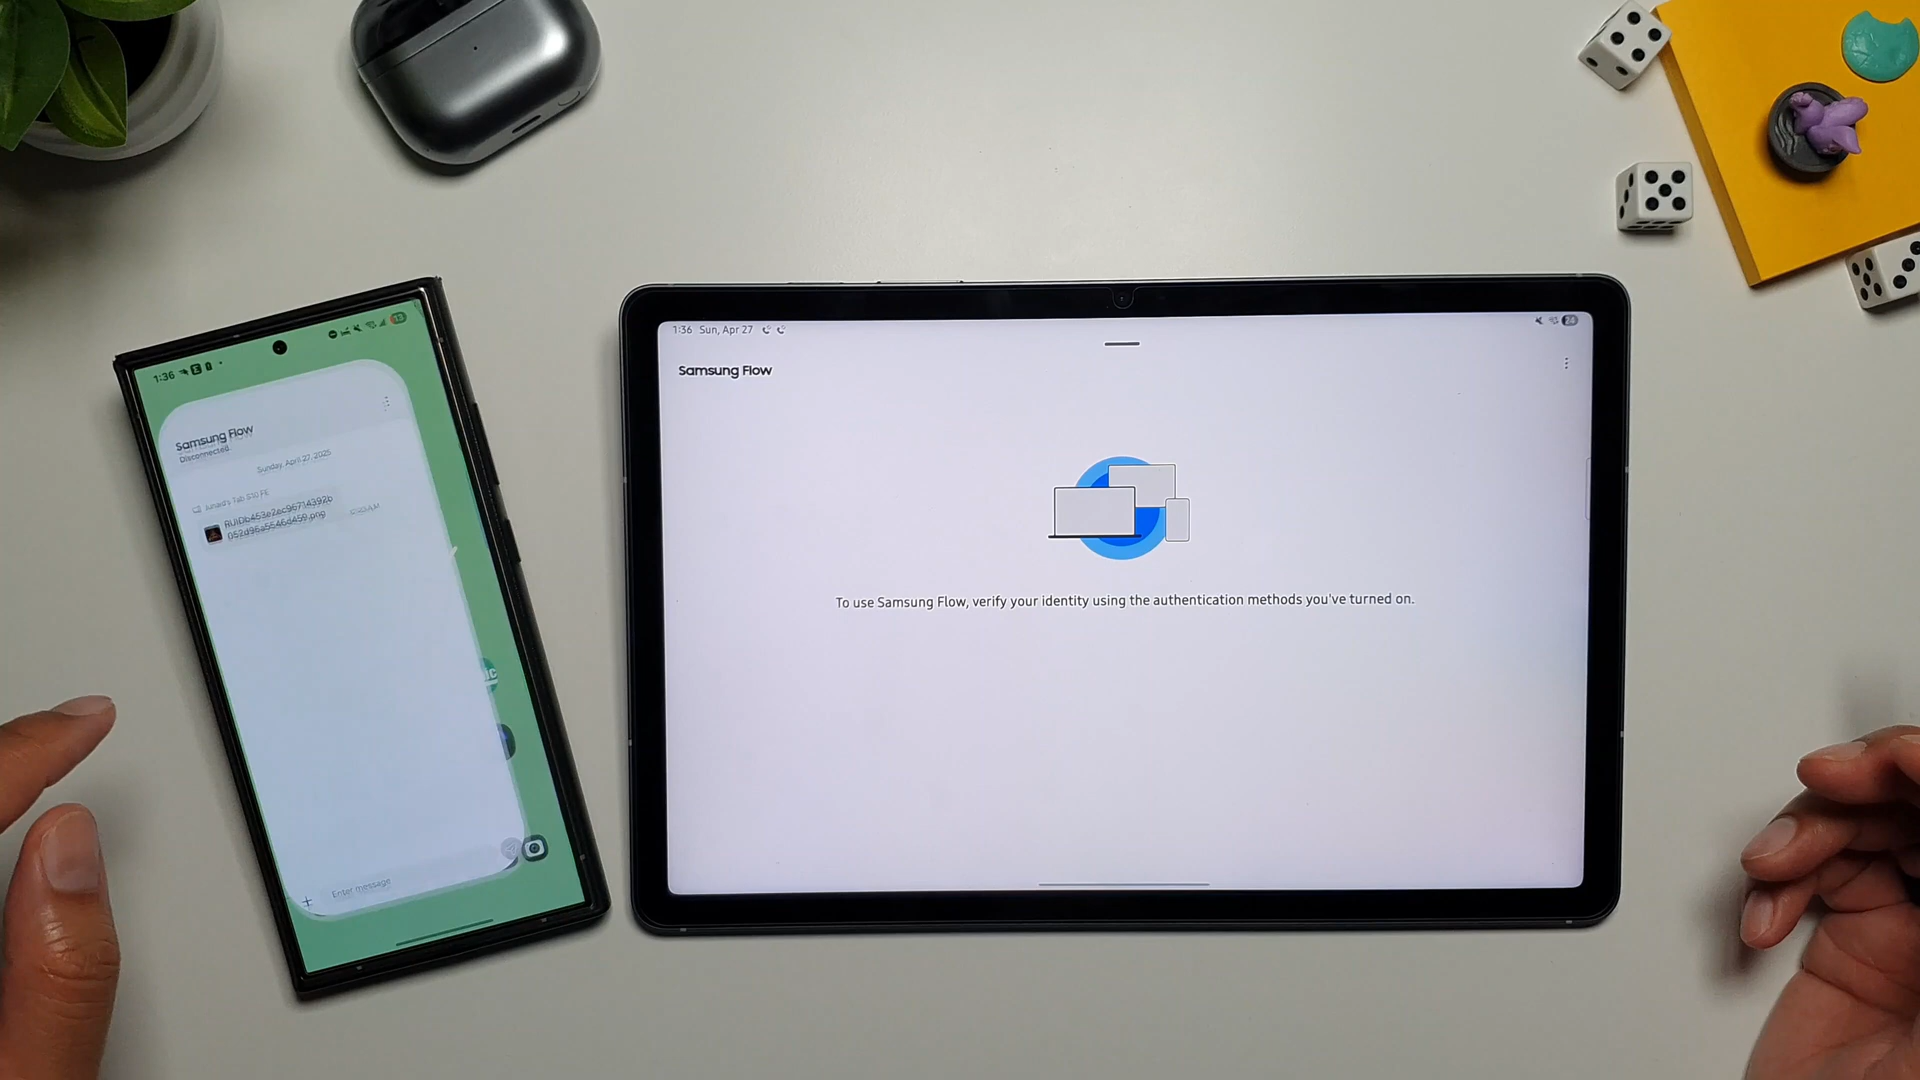 1:36
Samsung Flow
Disconnected
Sunday, April 27, 2025
Junaid's Tab S10 FE
052d96a5546d459.png
Enter message
1:36 Sun, Apr 27
24
Samsung Flow
To use Samsung Flow, verify your identity using the authentication methods you've turned on.